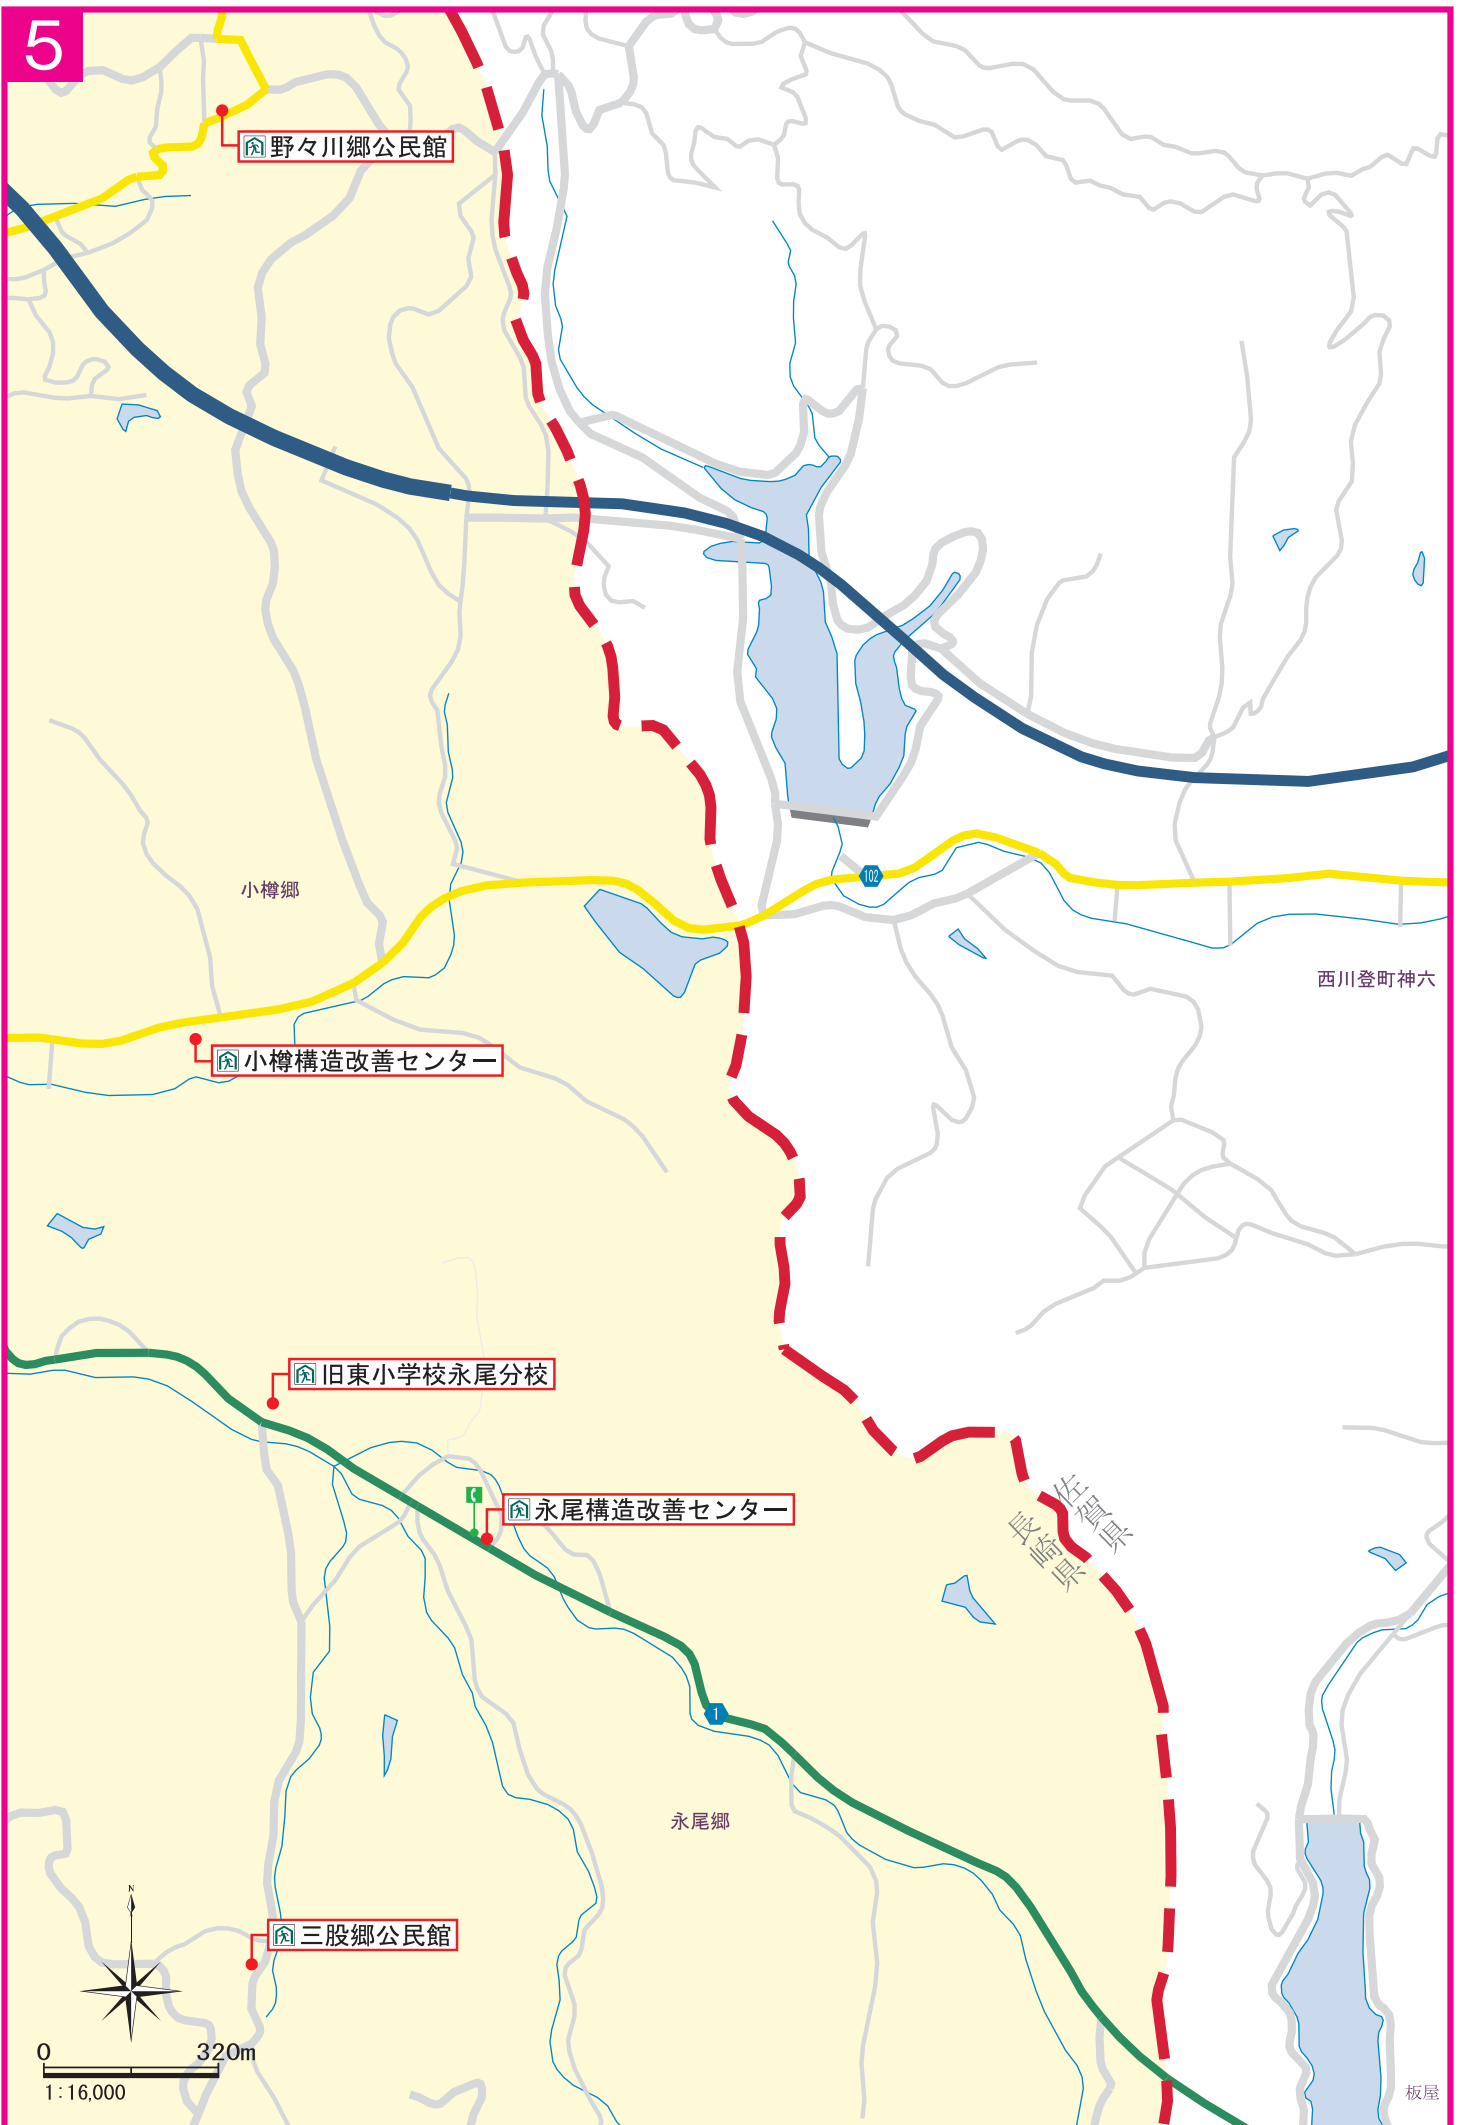 5
野々川郷公民館
102
小樽郷
西川登町神六
小樽構造改善センター
旧東小学校永尾分校
永尾構造改善センター
佐賀県
長崎県
1
永尾郷
N
三股郷公民館
0 320m
1:16,000
板屋